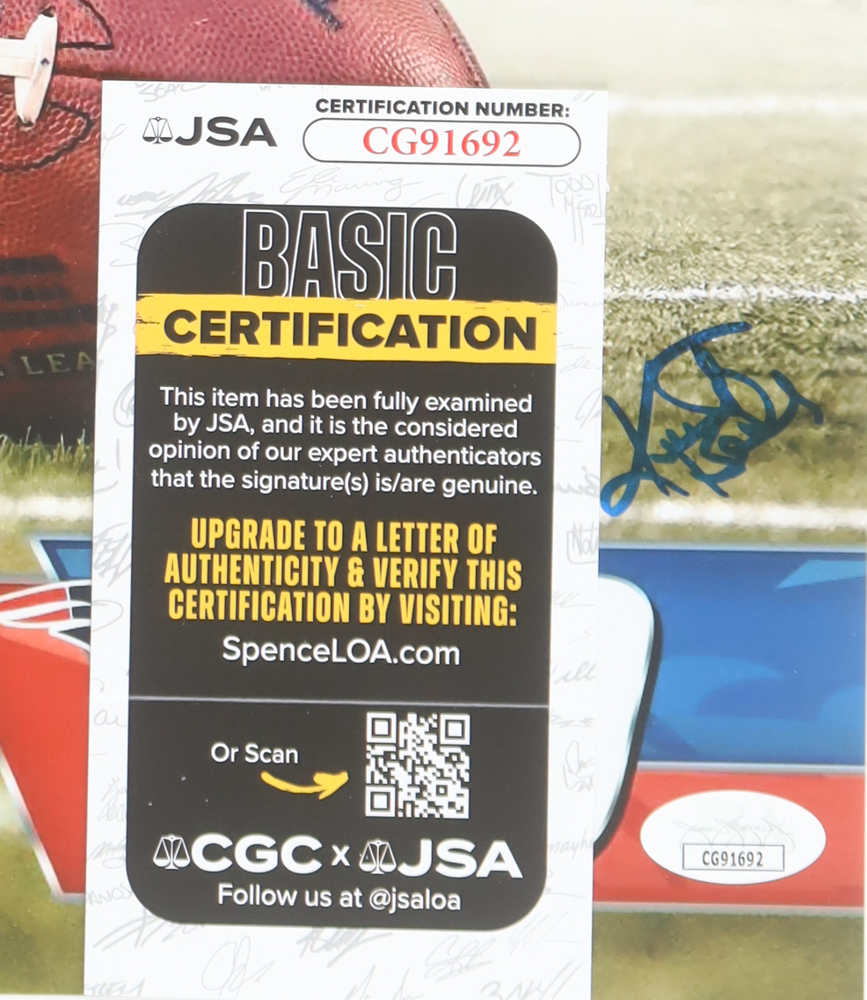 JSA
CERTIFICATION NUMBER:
CG91692
BASIC
CERTIFICATION
This item has been fully examined
by JSA, and it is the considered
opinion of our expert authenticators
that the signature(s) is/are genuine.
UPGRADE TO A LETTER OF
AUTHENTICITY & VERIFY THIS
CERTIFICATION BY VISITING:
SpenceLOA.com
Or Scan
CGC x JSA
Follow us at @jsaloa
LEA
CG91692